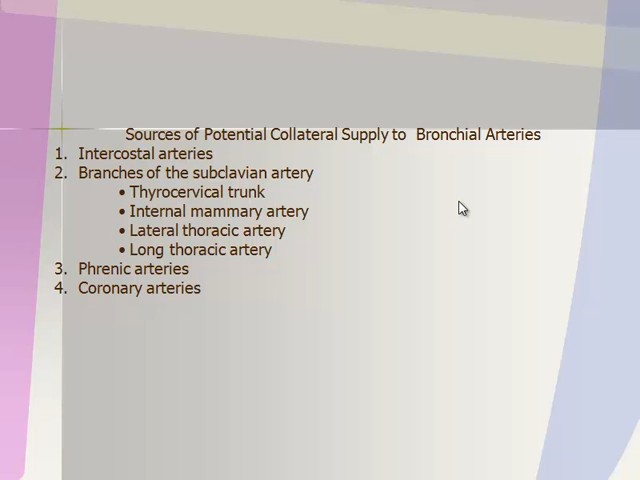 Sources of Potential Collateral Supply to Bronchial Arteries
1. Intercostal arteries
2. Branches of the subclavian artery
• Thyrocervical trunk
• Internal mammary artery
• Lateral thoracic artery
• Long thoracic artery
3. Phrenic arteries
4. Coronary arteries